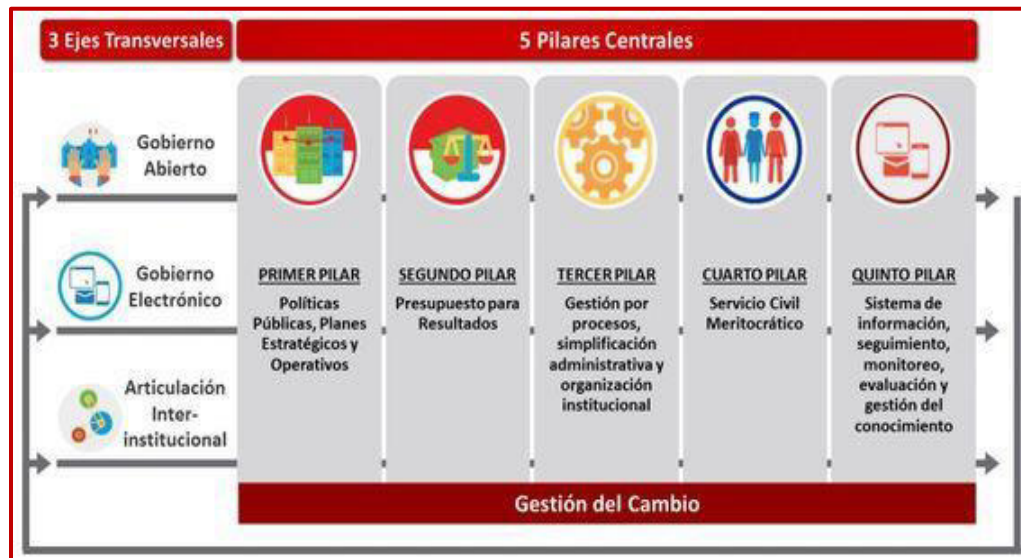 3 Ejes Transversales
5 Pilares Centrales
Gobierno
Abierto
Gobierno
Electrónico
Articulación
Inter-
institucional
PRIMER PILAR
Políticas
Públicas, Planes
Estratégicos y
Operativos
SEGUNDO PILAR
Presupuesto para
Resultados
TERCER PILAR
Gestión por
procesos,
simplificación
administrativa y
organización
institucional
CUARTO PILAR
Servicio Civil
Meritocrático
QUINTO PILAR
Sistema de
información,
seguimiento,
monitoreo,
evaluación y
gestión del
conocimiento
Gestión del Cambio